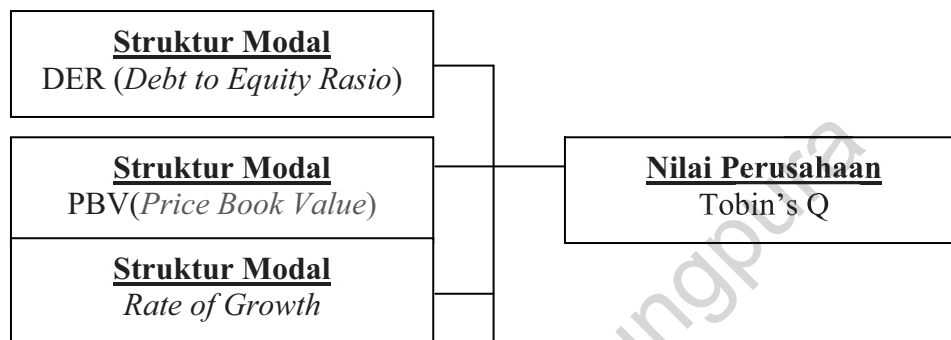 Struktur Modal
DER (Debt to Equity Rasio)
Struktur Modal
PBV(Price Book Value)
Nilai Perusahaan
Tobin’s Q
Struktur Modal
Rate of Growth
ungpura